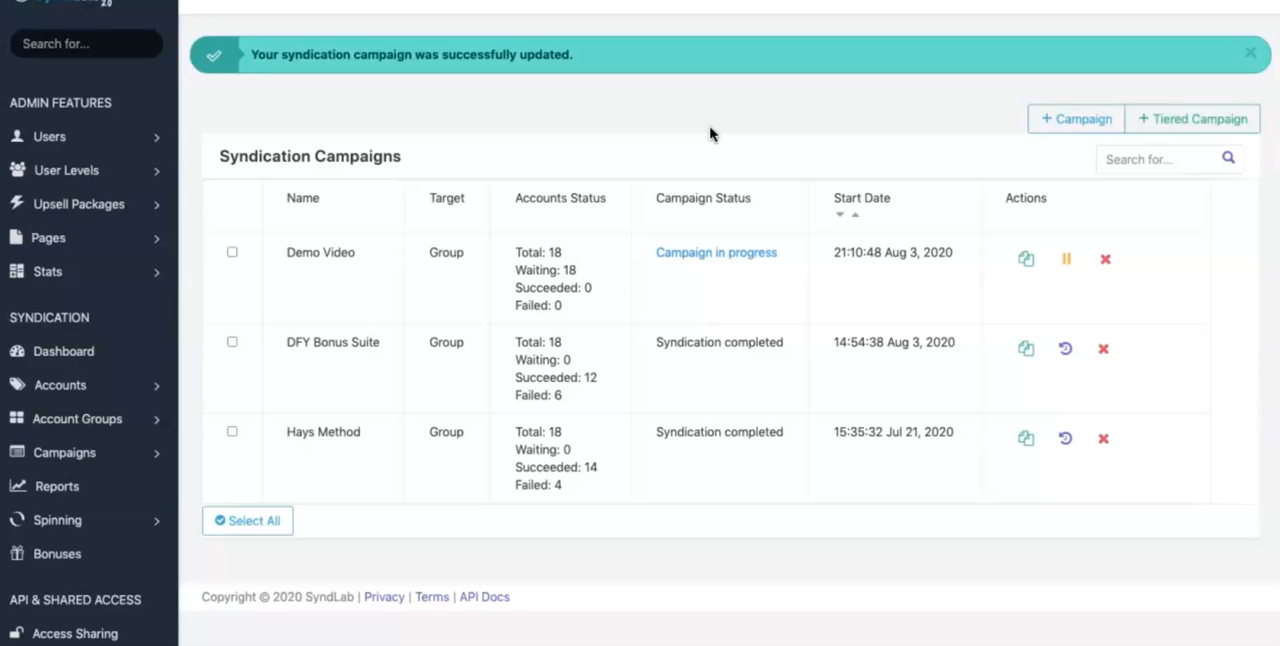 2.0
Search for...
ADMIN FEATURES
Users
User Levels
Upsell Packages
Pages
Stats
SYNDICATION
Dashboard
Accounts
Account Groups
Campaigns
Reports
Spinning
Bonuses
API & SHARED ACCESS
Access Sharing
Your syndication campaign was successfully updated.
+ Campaign
+ Tiered Campaign
Syndication Campaigns
Search for...
Name Target Accounts Status Campaign Status Start Date Actions
Demo Video Group Total: 18 Campaign in progress 21:10:48 Aug 3, 2020
Waiting: 18
Succeeded: 0
Failed: 0
DFY Bonus Suite Group Total: 18 Syndication completed 14:54:38 Aug 3, 2020
Waiting: 0
Succeeded: 12
Failed: 6
Hays Method Group Total: 18 Syndication completed 15:35:32 Jul 21, 2020
Waiting: 0
Succeeded: 14
Failed: 4
Select All
Copyright © 2020 SyndLab | Privacy | Terms | API Docs